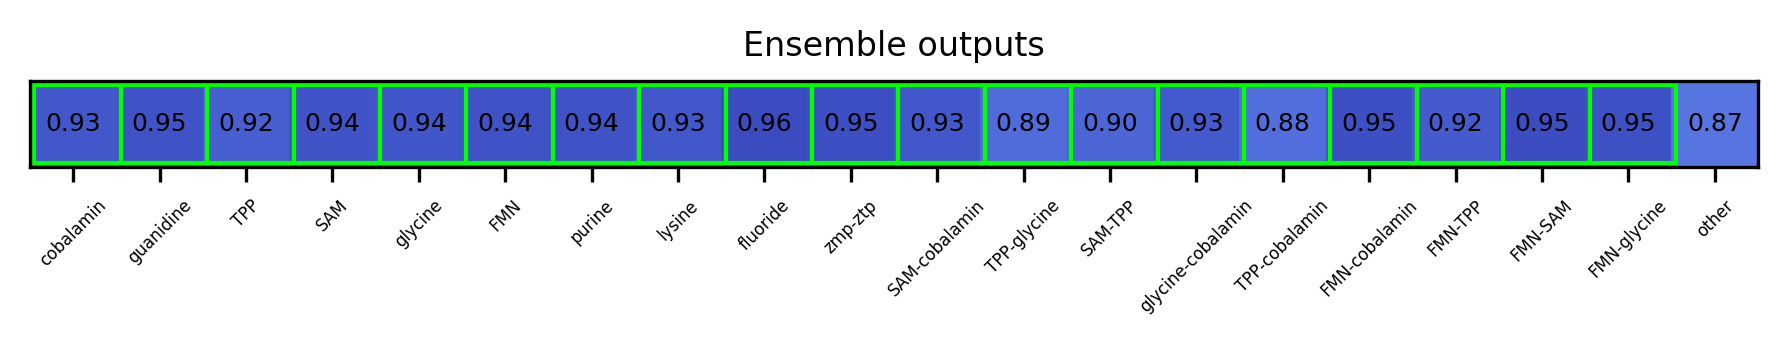 Ensemble outputs
0.93 0.95 0.92 0.94 0.94 0.94 0.94 0.93 0.96 0.95 0.93 0.89 0.90 0.93 0.88 0.95 0.92 0.95 0.95 0.87
cobalamin
guanidine
TPP
SAM
glycine
FMN
purine
lysine
fluoride
zmp-ztp
SAM-cobalamin
TPP-glycine
SAM-TPP
glycine-cobalamin
TPP-cobalamin
FMN-cobalamin
FMN-TPP
FMN-SAM
FMN-glycine
other